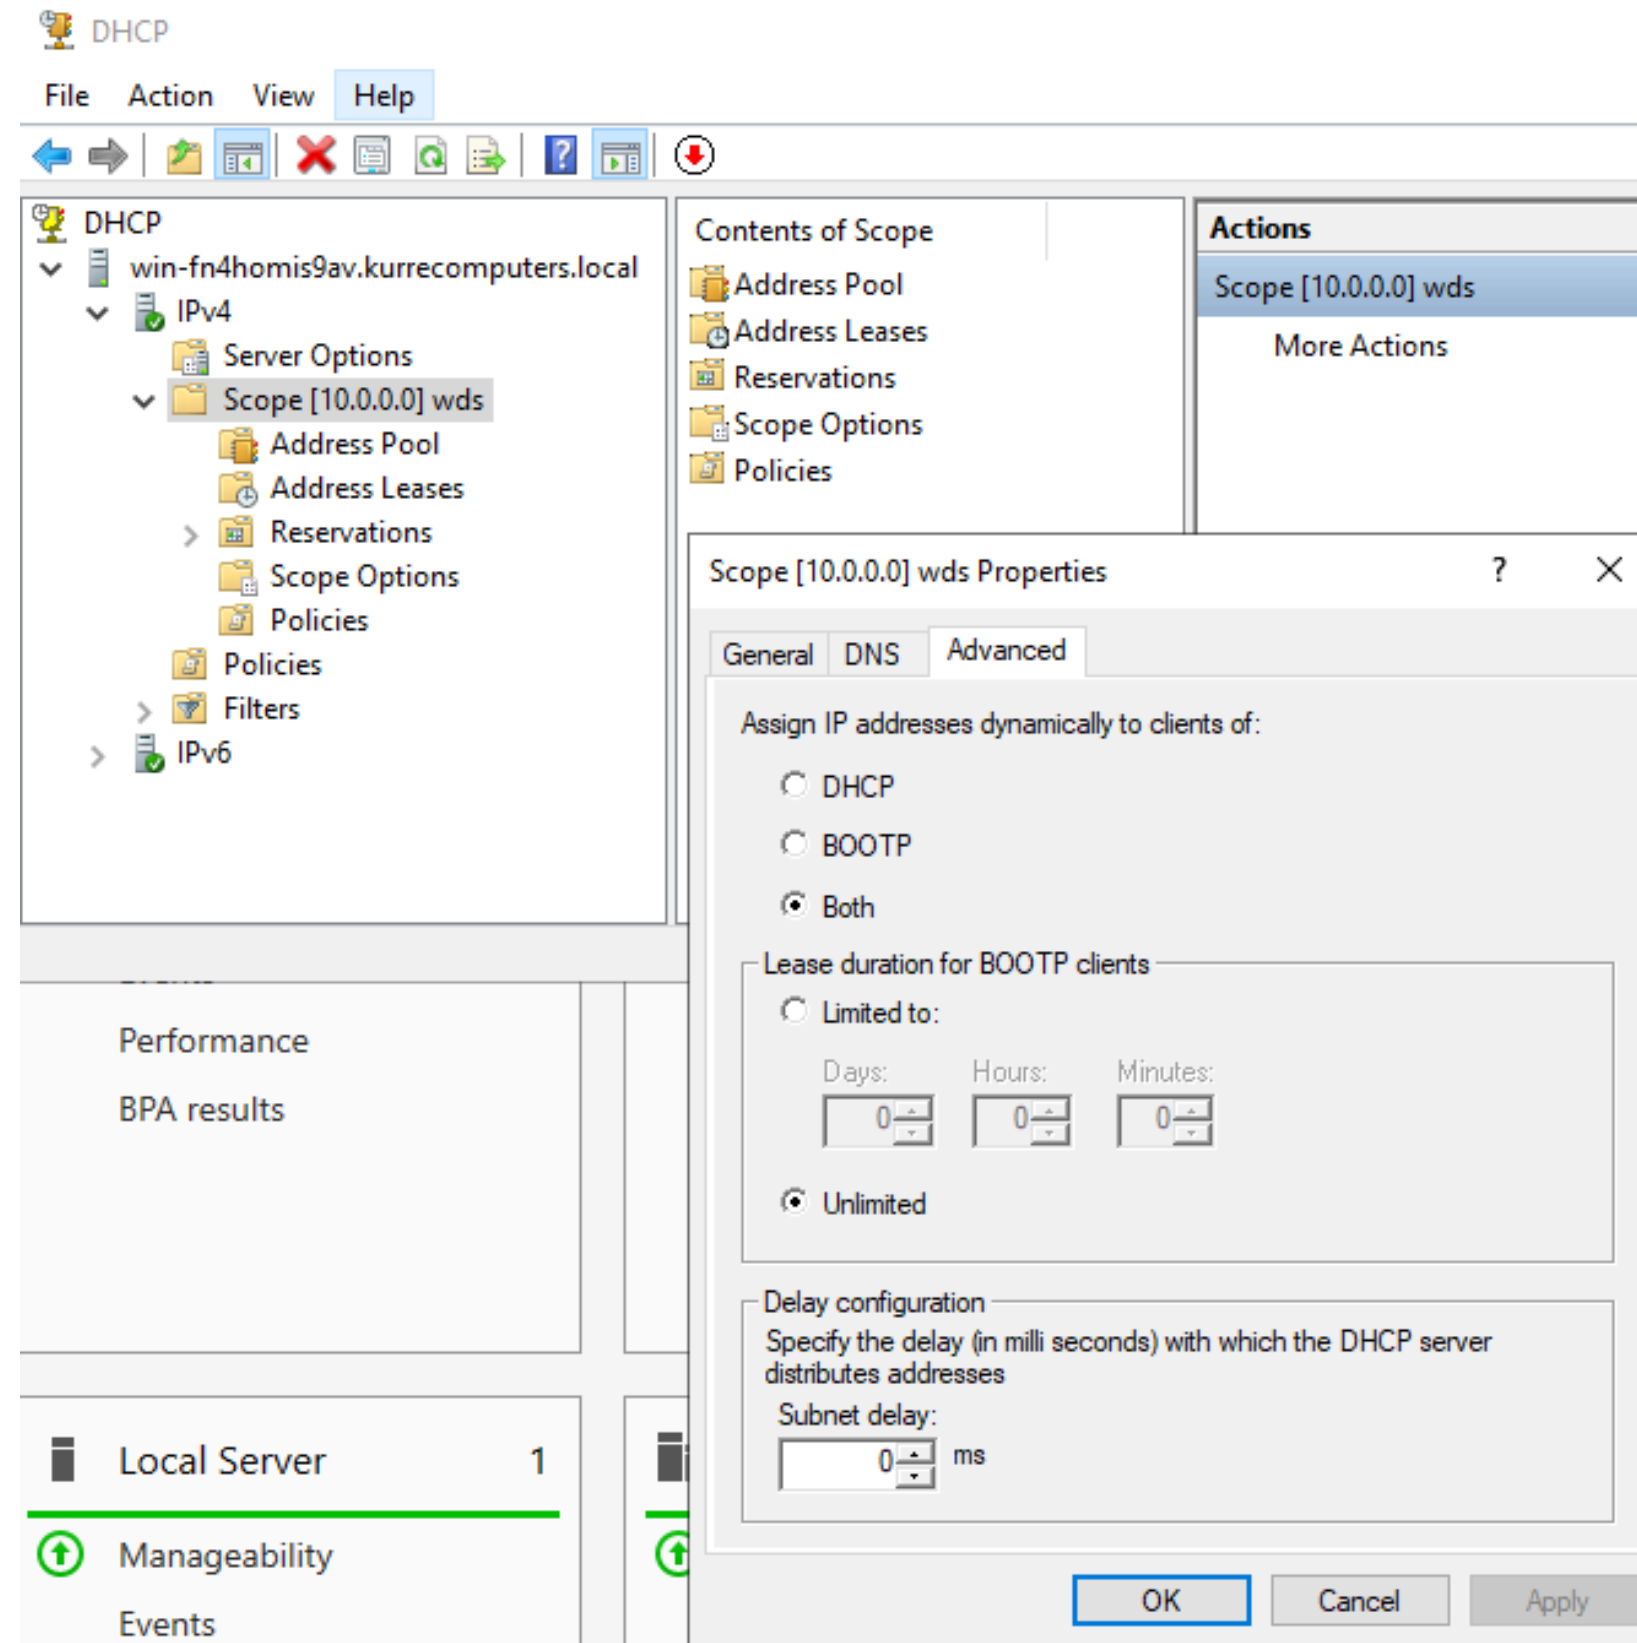 DHCP
File Action View Help
DHCP
win-fn4homis9av.kurrecomputers.local
IPv4
Server Options
Scope [10.0.0.0] wds
Address Pool
Address Leases
Reservations
Scope Options
Policies
Policies
Filters
IPv6
Contents of Scope
Address Pool
Address Leases
Reservations
Scope Options
Policies
Actions
Scope [10.0.0.0] wds
More Actions
Scope [10.0.0.0] wds Properties ?
General DNS Advanced
Assign IP addresses dynamically to clients of:
DHCP
BOOTP
Both
Lease duration for BOOTP clients
Limited to:
Days: Hours: Minutes:
0 0 0
Unlimited
Delay configuration
Specify the delay (in milli seconds) with which the DHCP server
distributes addresses
Subnet delay:
0 ms
OK Cancel Apply
Performance
BPA results
Local Server 1
Manageability
Events